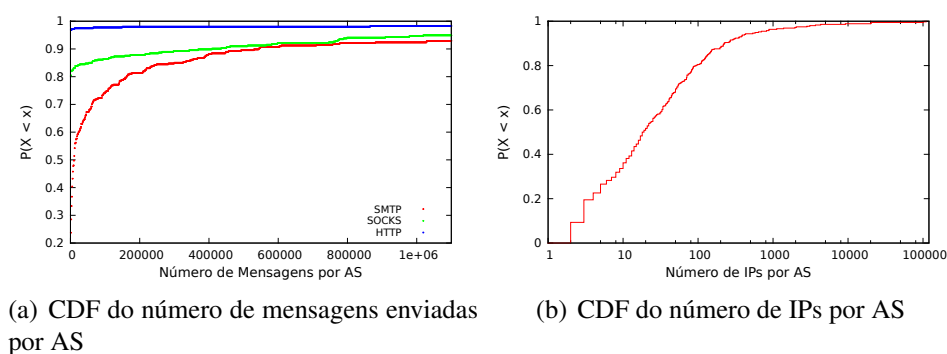 1
0.9
0.8
0.7
0.6
0.5
0.4
0.3
0.2
P(X < x)
0
200000
400000
600000
800000
1e+06
Número de Mensagens por AS
SMTP
SOCKS
HTTP
1
0.8
0.6
0.4
0.2
0
P(X < x)
1
10
100
1000
10000
100000
Número de IPs por AS
(a) CDF do número de mensagens enviadas
por AS
(b) CDF do número de IPs por AS